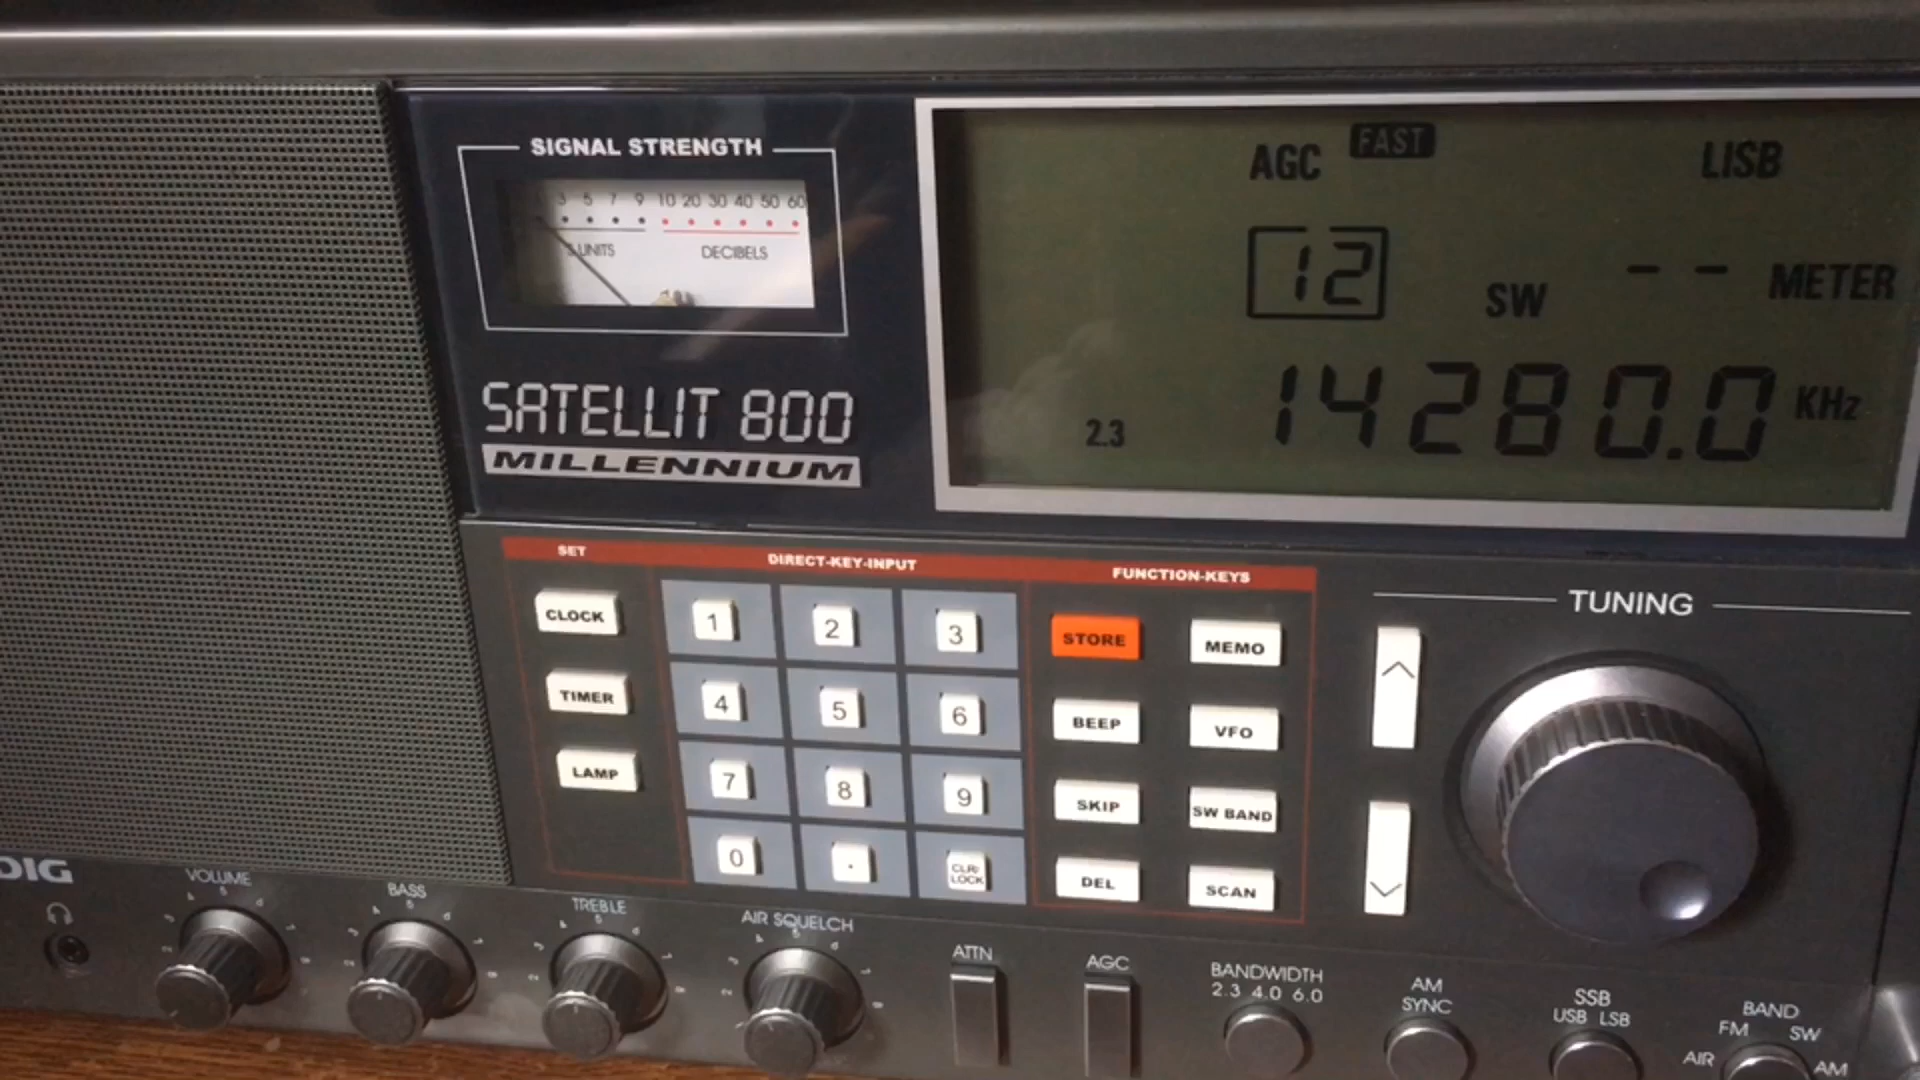 SIGNAL STRENGTH
3 5 7 9 10 20 30 40 50 60
S UNITS DECIBELS
SATELLIT 800
MILLENNIUM
AGC FAST LISB
12 SW -- METER
2.3 14280.0 KHz
SET DIRECT-KEY-INPUT FUNCTION-KEYS
CLOCK 1 2 3 STORE MEMO
TIMER 4 5 6 BEEP VFO
LAMP 7 8 9 SKIP SW BAND
0 . CLR/LOCK DEL SCAN
TUNING
DIG
VOLUME BASS TREBLE AIR SQUELCH
ATTN AGC
BANDWIDTH
2.3 4.0 6.0
AM
SYNC
SSB
USB LSB
BAND
FM SW
AIR AM